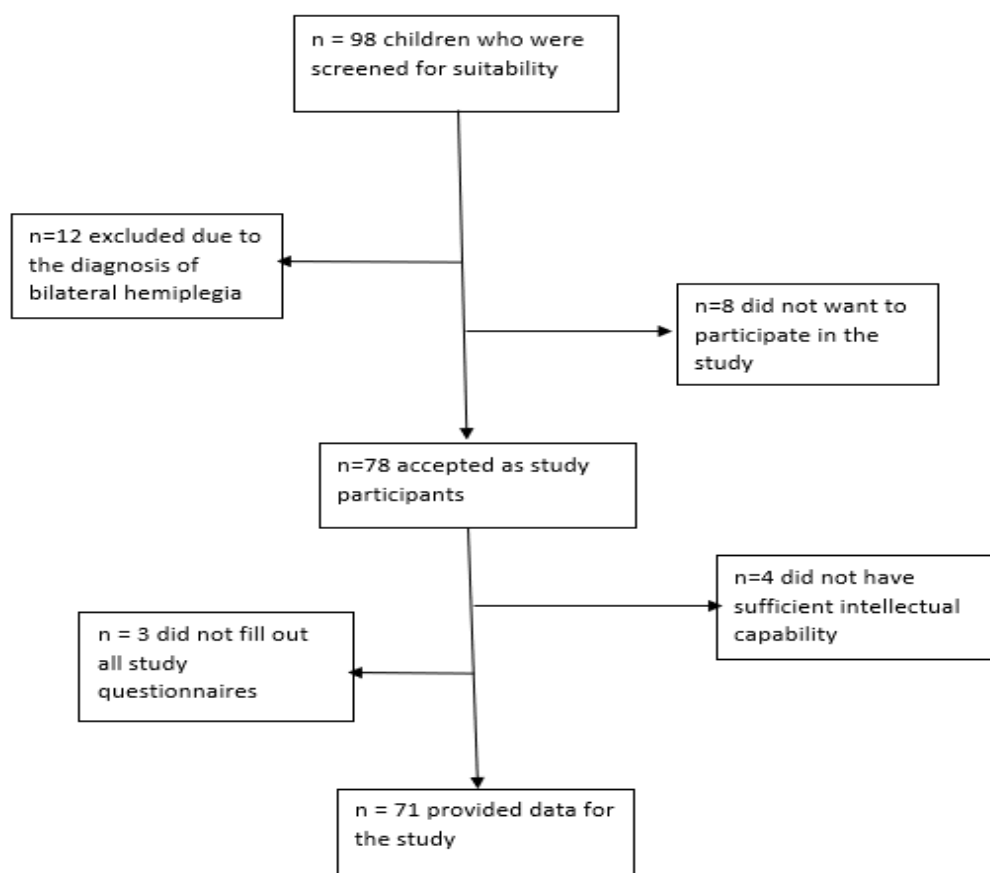 n = 98 children who were
screened for suitability
n=12 excluded due to
the diagnosis of
bilateral hemiplegia
n=8 did not want to
participate in the
study
n=78 accepted as study
participants
n=4 did not have
sufficient intellectual
capability
n = 3 did not fill out
all study
questionnaires
n = 71 provided data for
the study